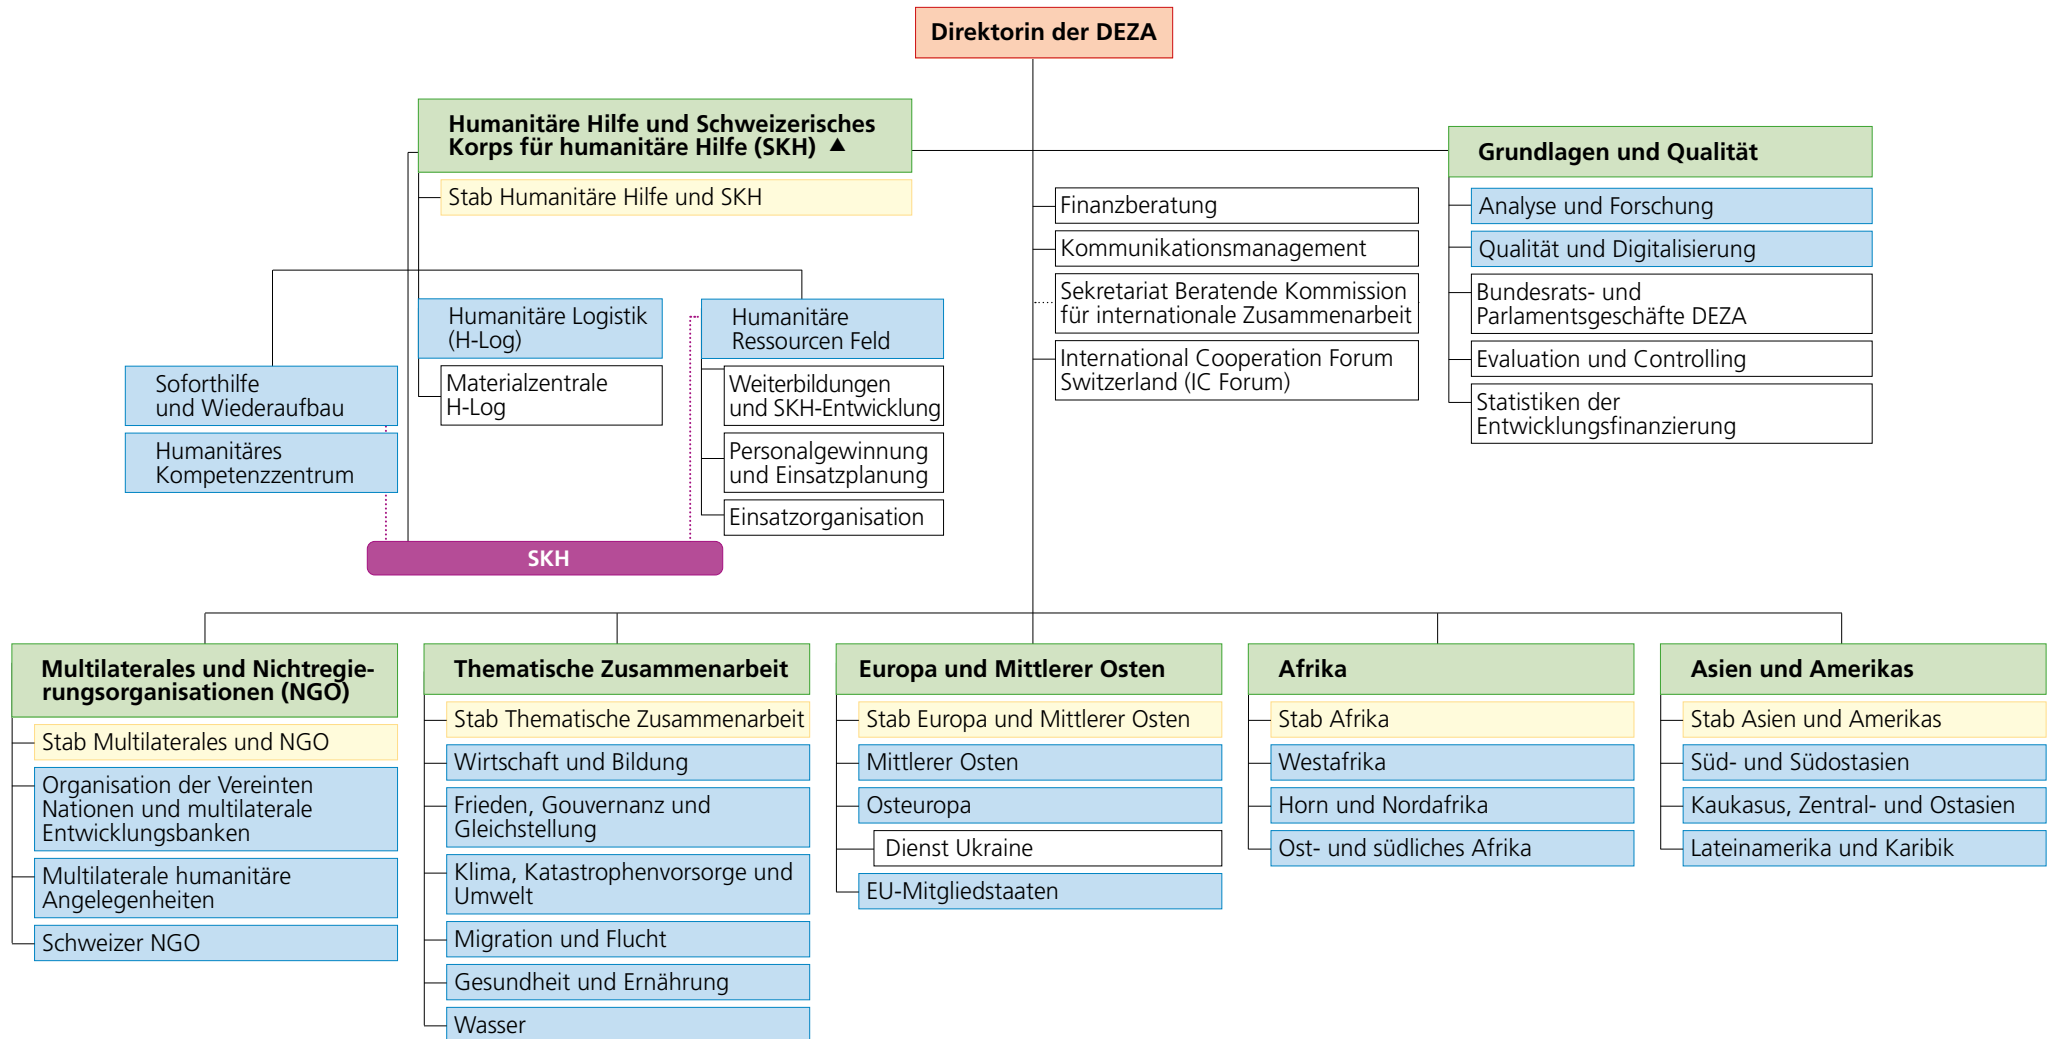 Direktorin der DEZA
Humanitäre Hilfe und Schweizerisches
Korps für humanitäre Hilfe (SKH) ▲
Stab Humanitäre Hilfe und SKH
Humanitäre Logistik
(H-Log)
Materialzentrale
H-Log
Humanitäre
Ressourcen Feld
Weiterbildungen
und SKH-Entwicklung
Personalgewinnung
und Einsatzplanung
Einsatzorganisation
Soforthilfe
und Wiederaufbau
Humanitäres
Kompetenzzentrum
SKH
Finanzberatung
Kommunikationsmanagement
Sekretariat Beratende Kommission
für internationale Zusammenarbeit
International Cooperation Forum
Switzerland (IC Forum)
Grundlagen und Qualität
Analyse und Forschung
Qualität und Digitalisierung
Bundesrats- und
Parlamentsgeschäfte DEZA
Evaluation und Controlling
Statistiken der
Entwicklungsfinanzierung
Multilaterales und Nichtregie-
rungsorganisationen (NGO)
Stab Multilaterales und NGO
Organisation der Vereinten
Nationen und multilaterale
Entwicklungsbanken
Multilaterale humanitäre
Angelegenheiten
Schweizer NGO
Thematische Zusammenarbeit
Stab Thematische Zusammenarbeit
Wirtschaft und Bildung
Frieden, Gouvernanz und
Gleichstellung
Klima, Katastrophenvorsorge und
Umwelt
Migration und Flucht
Gesundheit und Ernährung
Wasser
Europa und Mittlerer Osten
Stab Europa und Mittlerer Osten
Mittlerer Osten
Osteuropa
Dienst Ukraine
EU-Mitgliedstaaten
Afrika
Stab Afrika
Westafrika
Horn und Nordafrika
Ost- und südliches Afrika
Asien und Amerikas
Stab Asien und Amerikas
Süd- und Südostasien
Kaukasus, Zentral- und Ostasien
Lateinamerika und Karibik